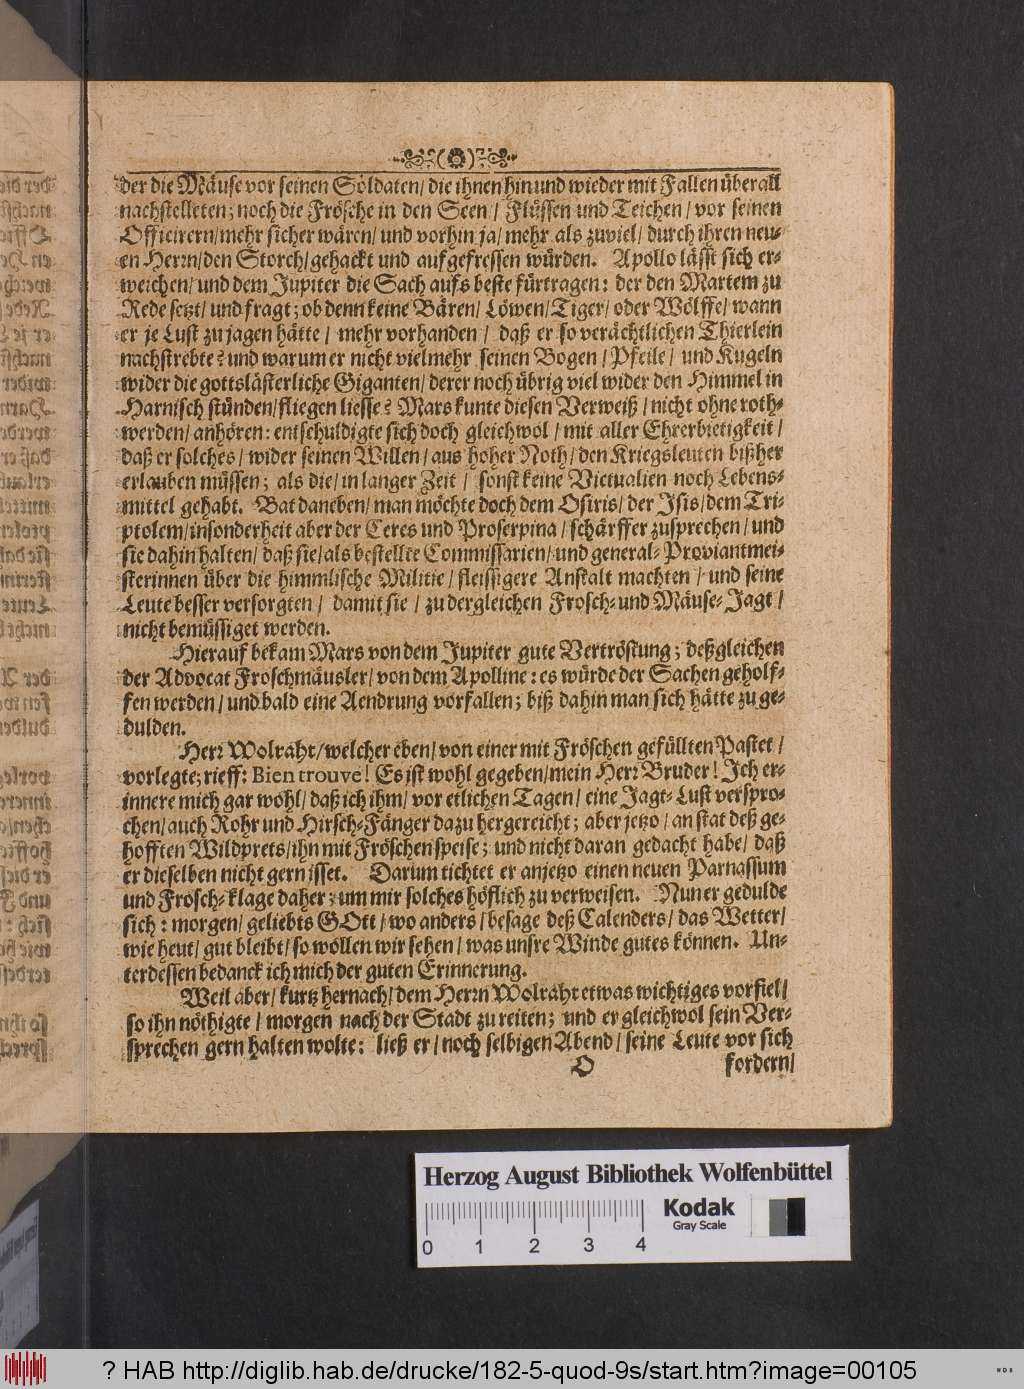 der die Mäuse vor seinen Soldaten/ die ihnen hin und wieder mit Fallen überall
nachstelleten; noch die Frösche in den Seen/ Flüssen und Teichen/ vor seinen
Officirern/ mehr sicher wären/ und vorhin ja/ mehr als zuviel/ durch ihren neu-
en Herrn/ den Storch/ gehackt und aufgefressen würden. Apollo lässt sich er-
weichen/ und dem Jupiter die Sach aufs beste fürtragen: der den Martem zu
Rede setzt/ und fragt; ob denn keine Bären/ Löwen/ Tiger/ oder Wölffe/ wann
er je Lust zu jagen hätte/ mehr vorhanden/ daß er so verächtlichen Thierlein
nachstrebte? und warum er nicht vielmehr seinen Bogen/ Pfeile/ und Kugeln
wider die gottslästerliche Giganten/ derer noch übrig viel wider den Himmel in
Harnisch stünden/ fliegen liesse? Mars kunte diesen Verweiß/ nicht ohne roth-
werden/ anhören: entschuldigte sich doch gleichwol/ mit aller Ehrerbietigkeit/
daß er solches/ wider seinen Willen/ aus hoher Noth/ den Kriegsleuten bißher
erlauben müssen; als die/ in langer Zeit/ sonst keine Victualien noch Lebens-
mittel gehabt. Bat daneben/ man möchte doch dem Osiris/ der Isis/ dem Tri-
ptolem/ insonderheit aber der Ceres und Proserpina/ schärffer zusprechen/ und
sie dahin halten/ daß sie/ als bestellte Commissarien/ und general-Proviantmei-
sterinnen über die himmlische Militie/ fleissigere Anstalt machten/ und seine
Leute besser versorgten/ damit sie/ zu dergleichen Frosch- und Mäuse-Jagt/
nicht bemüssiget werden.
Hierauf bekam Mars von dem Jupiter gute Vertröstung; deßgleichen
der Advocat Froschmäusler/ von dem Apolline: es würde der Sachen geholf-
fen werden/ und bald eine Aendrung vorfallen; biß dahin man sich hätte zu ge-
dulden.
Herr Wolraht/ welcher eben/ von einer mit Fröschen gefüllten Pastet/
vorlegte; rieff: Bien trouve! Es ist wohl gegeben/ mein Herr Bruder! Ich er-
innere mich gar wohl/ daß ich ihm/ vor etlichen Tagen/ eine Jagt-Lust verspro-
chen/ auch Rohr und Hirsch-Fänger dazu hergereicht; aber jetzo/ an stat deß ge-
hofften Wildprets/ ihn mit Fröschen speise; und nicht daran gedacht habe/ daß
er dieselben nicht gern isset. Darum tichtet er anjetzo einen neuen Parnassum
und Frosch-klage daher: um mir solches höflich zu verweisen. Nun er gedulde
sich: morgen/ geliebts GOtt/ wo anders/ besage deß Calenders/ das Wetter/
wie heut/ gut bleibt/ so wollen wir sehen/ was unsre Winde gutes können. Un-
terdessen bedanck ich mich der guten Erinnerung.
Weil aber/ kurtz hernach/ dem Herrn Wolraht etwas wichtiges vorfiel/
so ihn nöthigte/ morgen nach der Stadt zu reiten; und er gleichwol sein Ver-
sprechen gern halten wolte: ließ er/ noch selbigen Abend/ seine Leute vor sich
O fordern/
Herzog August Bibliothek Wolfenbüttel
Kodak
Gray Scale
0 1 2 3 4
? HAB http://diglib.hab.de/drucke/182-5-quod-9s/start.htm?image=00105